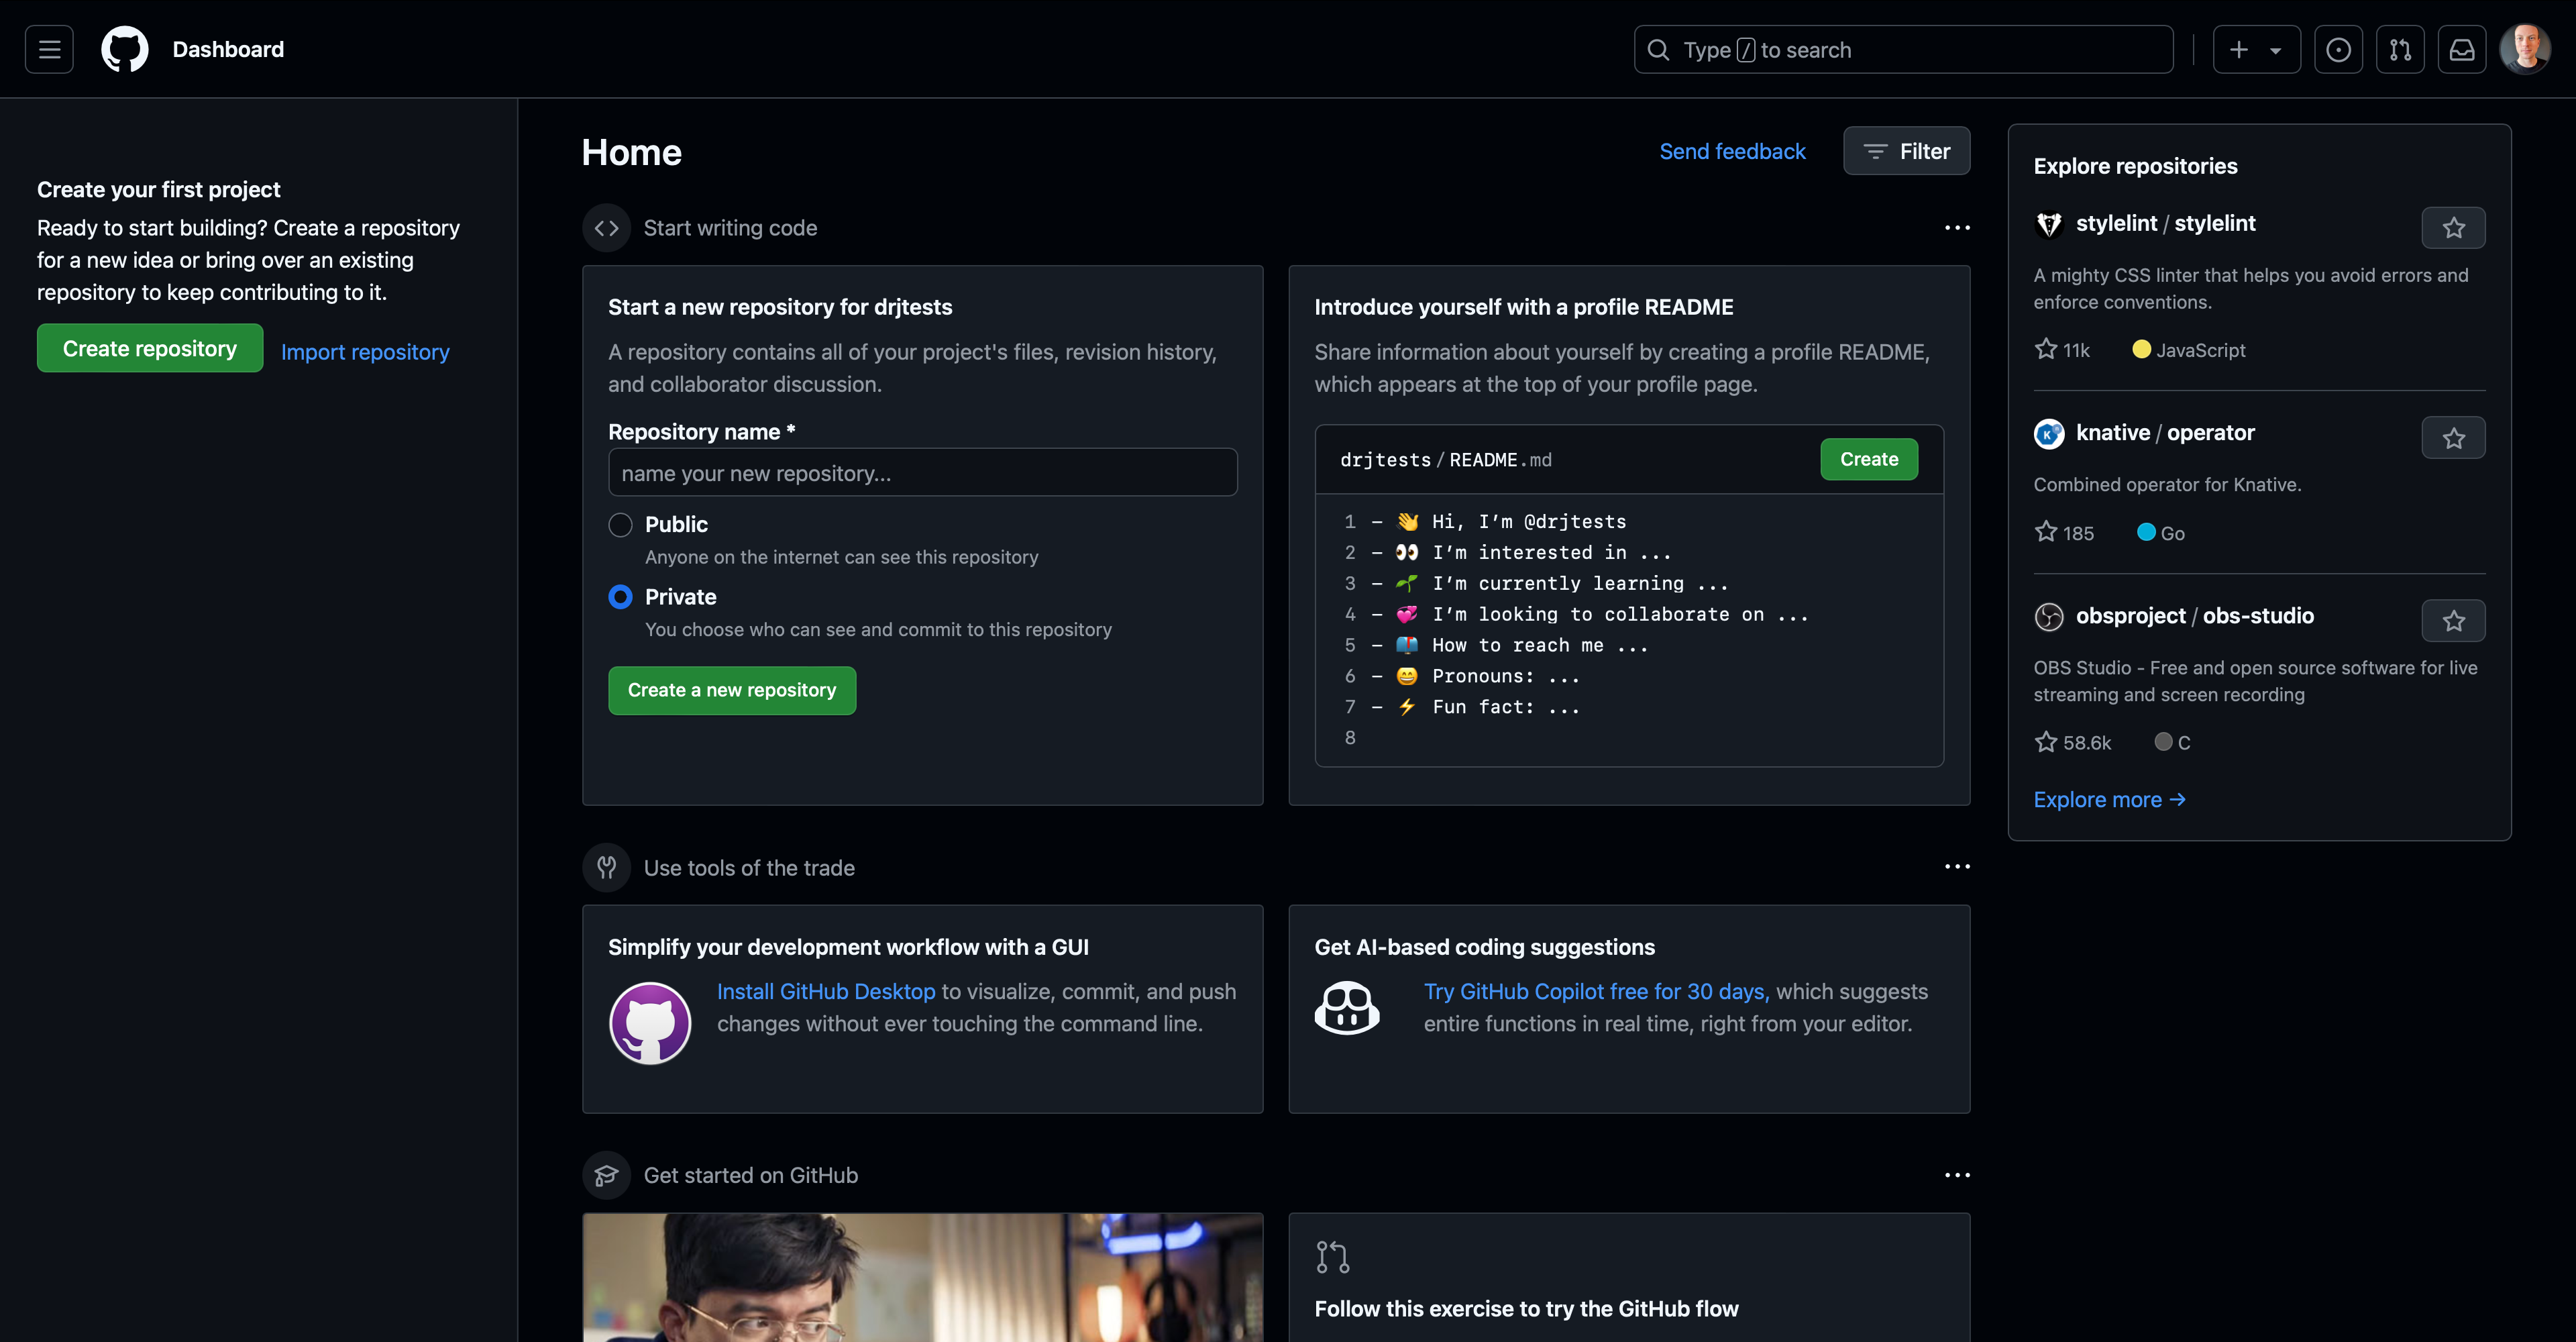 Dashboard
Type / to search
Create your first project
Ready to start building? Create a repository
for a new idea or bring over an existing
repository to keep contributing to it.
Create repository
Import repository
Home
Send feedback
Filter
Start writing code
Start a new repository for drjtests
A repository contains all of your project's files, revision history,
and collaborator discussion.
Repository name *
name your new repository...
Public
Anyone on the internet can see this repository
Private
You choose who can see and commit to this repository
Create a new repository
Introduce yourself with a profile README
Share information about yourself by creating a profile README,
which appears at the top of your profile page.
drjtests / README.md
Create
1 - 👋 Hi, I’m @drjtests
2 - 👀 I’m interested in ...
3 - 🌱 I’m currently learning ...
4 - 💞️ I’m looking to collaborate on ...
5 - 📫 How to reach me ...
6 - 😄 Pronouns: ...
7 - ⚡ Fun fact: ...
8
Use tools of the trade
Simplify your development workflow with a GUI
Install GitHub Desktop to visualize, commit, and push
changes without ever touching the command line.
Get AI-based coding suggestions
Try GitHub Copilot free for 30 days, which suggests
entire functions in real time, right from your editor.
Get started on GitHub
Follow this exercise to try the GitHub flow
Explore repositories
stylelint / stylelint
A mighty CSS linter that helps you avoid errors and
enforce conventions.
11k
JavaScript
K
knative / operator
Combined operator for Knative.
185
Go
obsproject / obs-studio
OBS Studio - Free and open source software for live
streaming and screen recording
58.6k
C
Explore more →